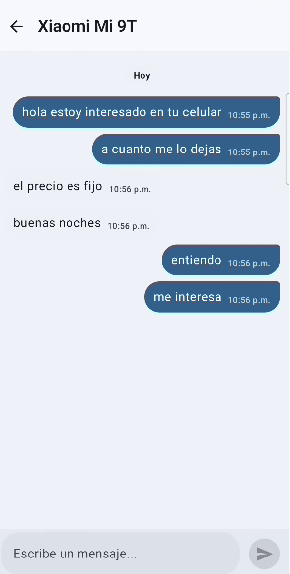 Xiaomi Mi 9T
Hoy
hola estoy interesado en tu celular 10:55 p.m.
a cuanto me lo dejas 10:55 p.m.
el precio es fijo 10:56 p.m.
buenas noches 10:56 p.m.
entiendo 10:56 p.m.
me interesa 10:56 p.m.
Escribe un mensaje...